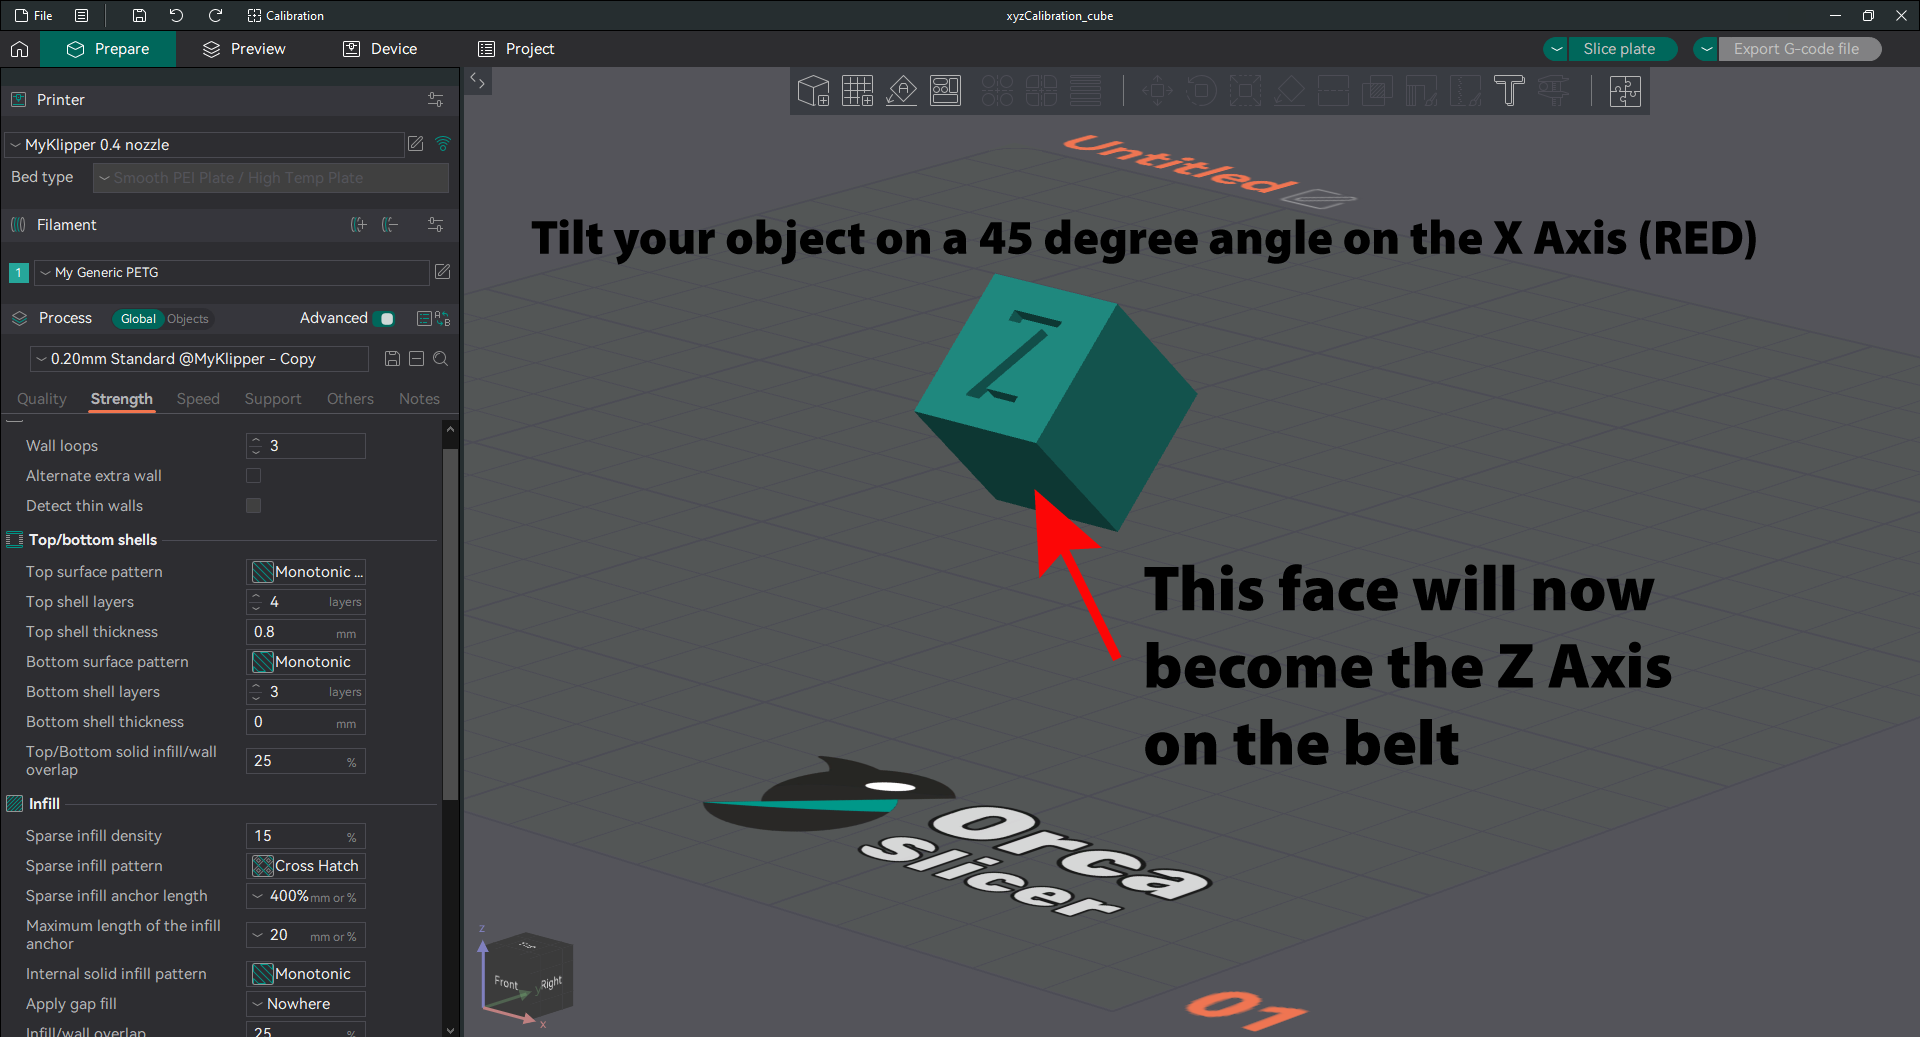 File
Calibration
xyzCalibration_cube
Prepare
Preview
Device
Project
Slice plate
Export G-code file
Printer
MyKlipper 0.4 nozzle
Bed type
Smooth PEI Plate / High Temp Plate
Filament
1
My Generic PETG
Process
Global
Objects
Advanced
0.20mm Standard @MyKlipper - Copy
Quality
Strength
Speed
Support
Others
Notes
Wall loops
3
Alternate extra wall
Detect thin walls
Top/bottom shells
Top surface pattern
Monotonic ...
Top shell layers
4
layers
Top shell thickness
0.8
mm
Bottom surface pattern
Monotonic
Bottom shell layers
3
layers
Bottom shell thickness
0
mm
Top/Bottom solid infill/wall
overlap
25
%
Infill
Sparse infill density
15
%
Sparse infill pattern
Cross Hatch
Sparse infill anchor length
400%
mm or %
Maximum length of the infill
anchor
20
mm or %
Internal solid infill pattern
Monotonic
Apply gap fill
Nowhere
Infill/wall overlap
25
%
Untitled
Tilt your object on a 45 degree angle on the X Axis (RED)
Z
This face will now
become the Z Axis
on the belt
Orca
Slicer
01
z
Front
Right
y
x